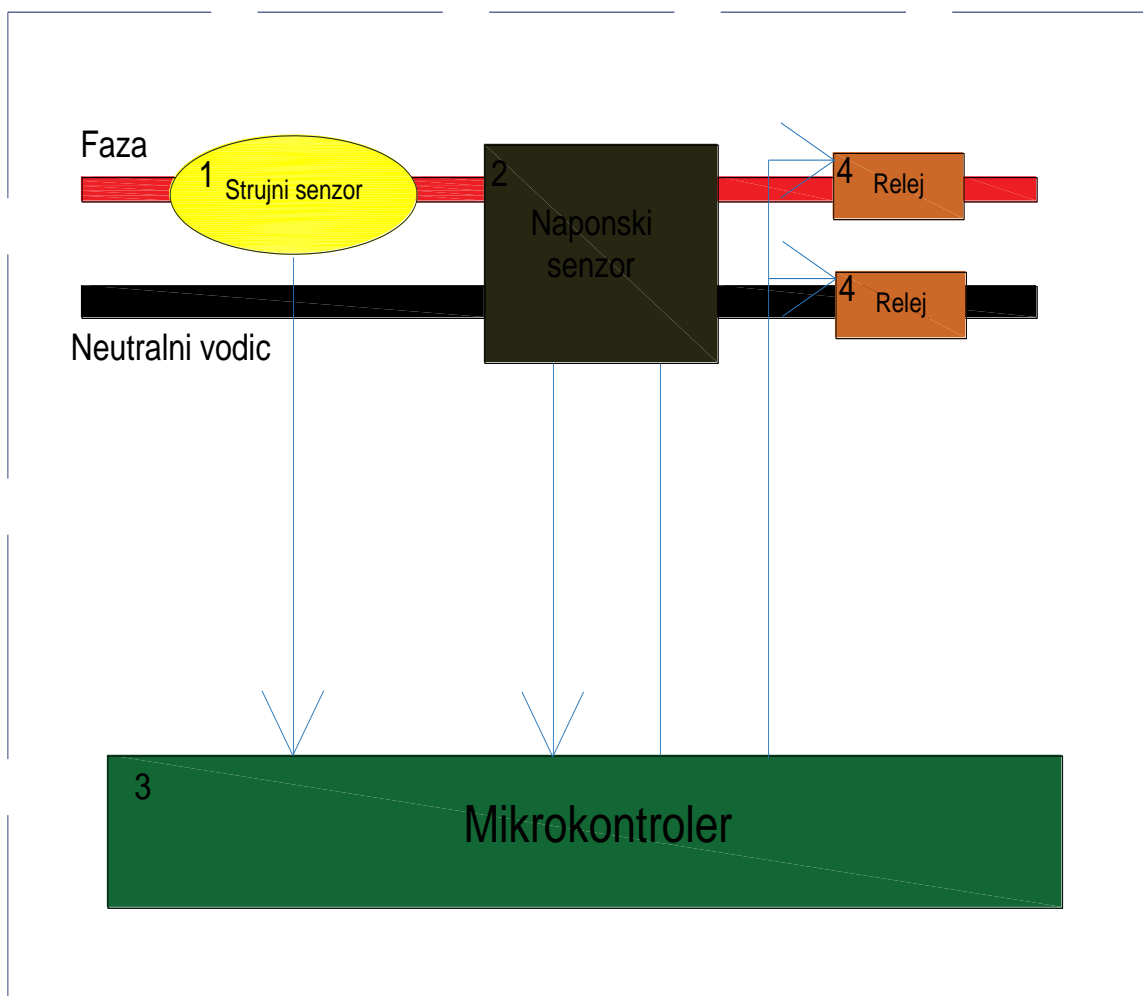 Faza
1
Strujni senzor
2
Naponski
senzor
4
Relej
4
Relej
Neutralni vodic
3
Mikrokontroler